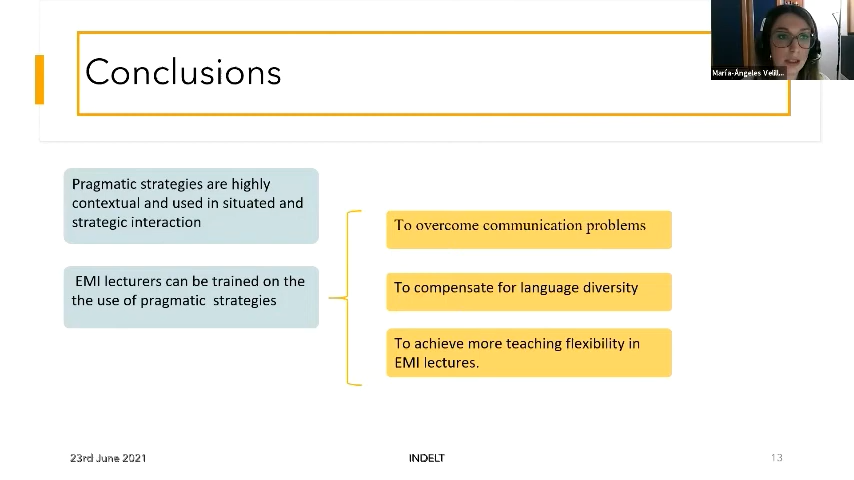 Conclusions
María-Ángeles Velill...
Pragmatic strategies are highly
contextual and used in situated and
strategic interaction
EMI lecturers can be trained on the
the use of pragmatic strategies
To overcome communication problems
To compensate for language diversity
To achieve more teaching flexibility in
EMI lectures.
23rd June 2021
INDELT
13